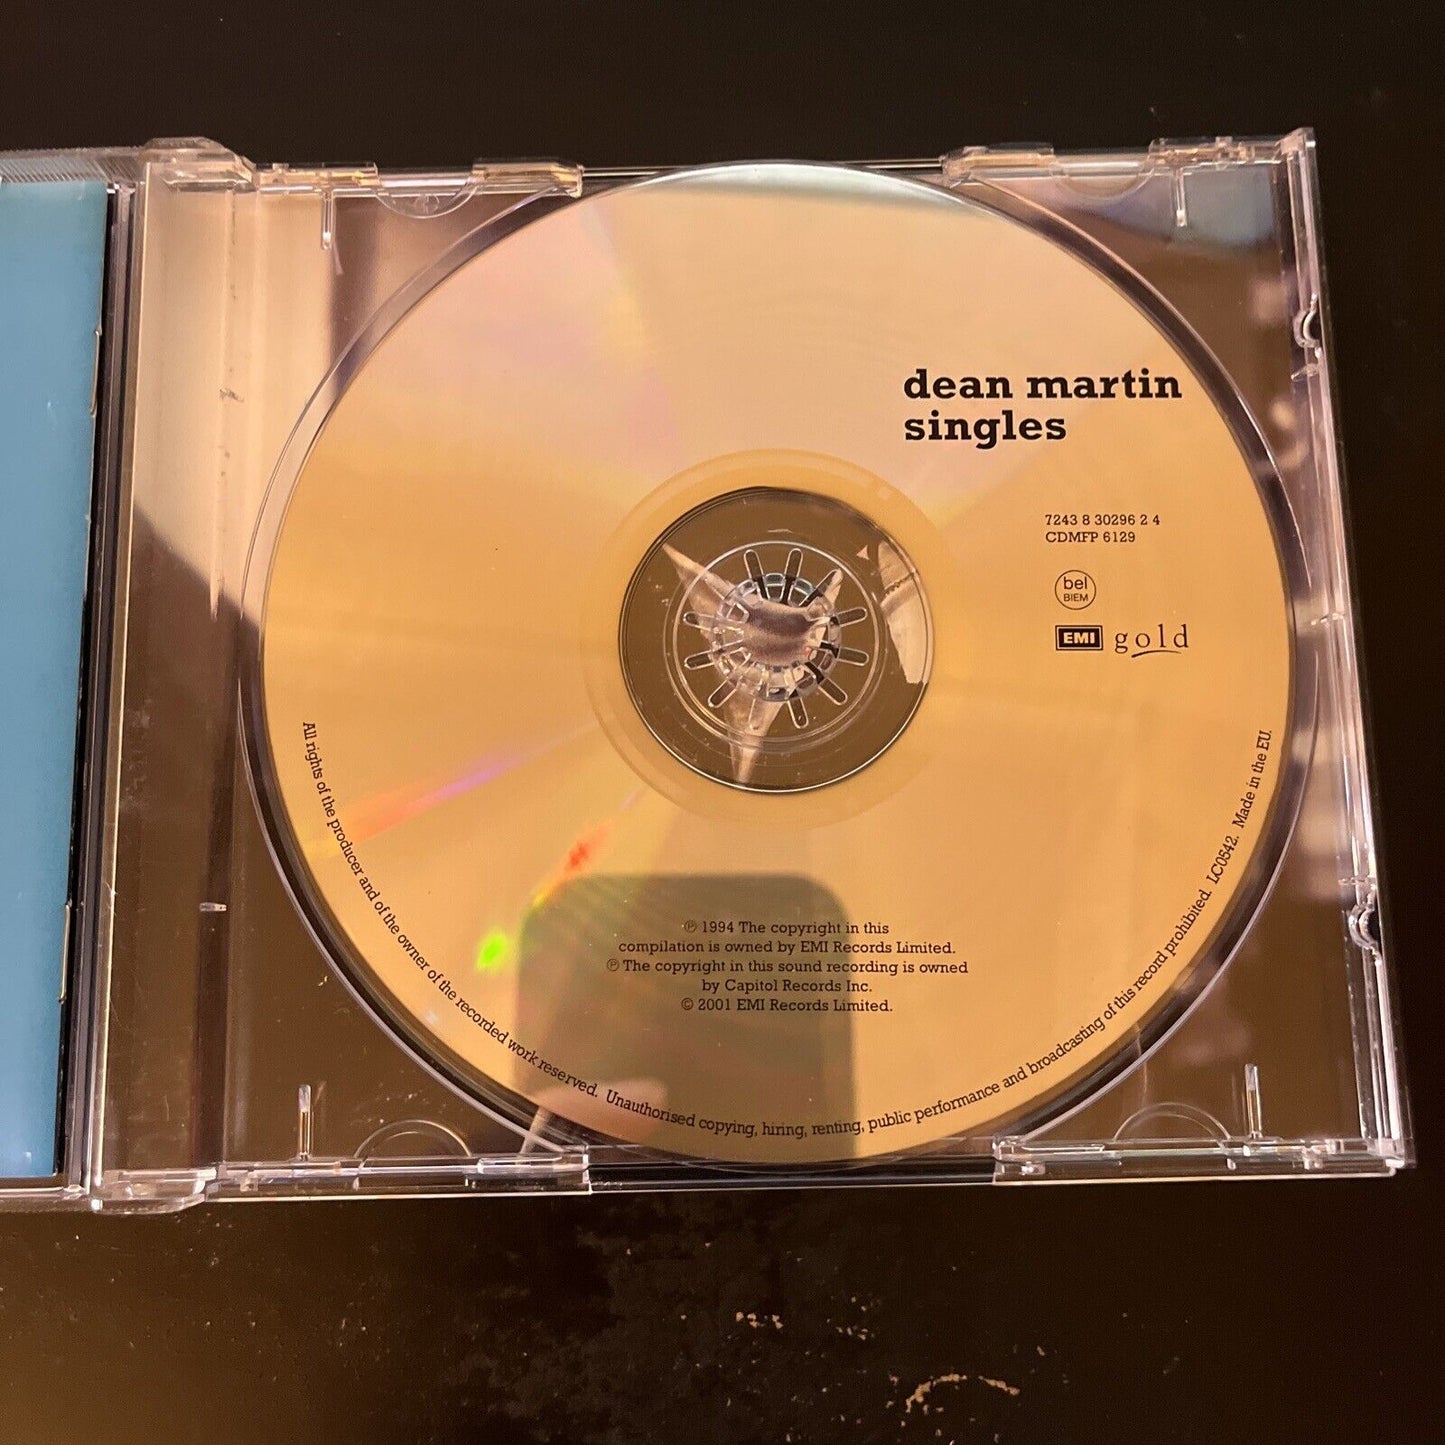 dean martin
singles
7243 8 30296 2 4
CDMFP 6129
bel
BIEM
EMI gold
℗ 1994 The copyright in this
compilation is owned by EMI Records Limited.
℗ The copyright in this sound recording is owned
by Capitol Records Inc.
© 2001 EMI Records Limited.
All rights of the producer and of the owner of the recorded work reserved. Unauthorised copying, hiring, renting, public performance and broadcasting of this record prohibited. LC0542. Made in the EU.